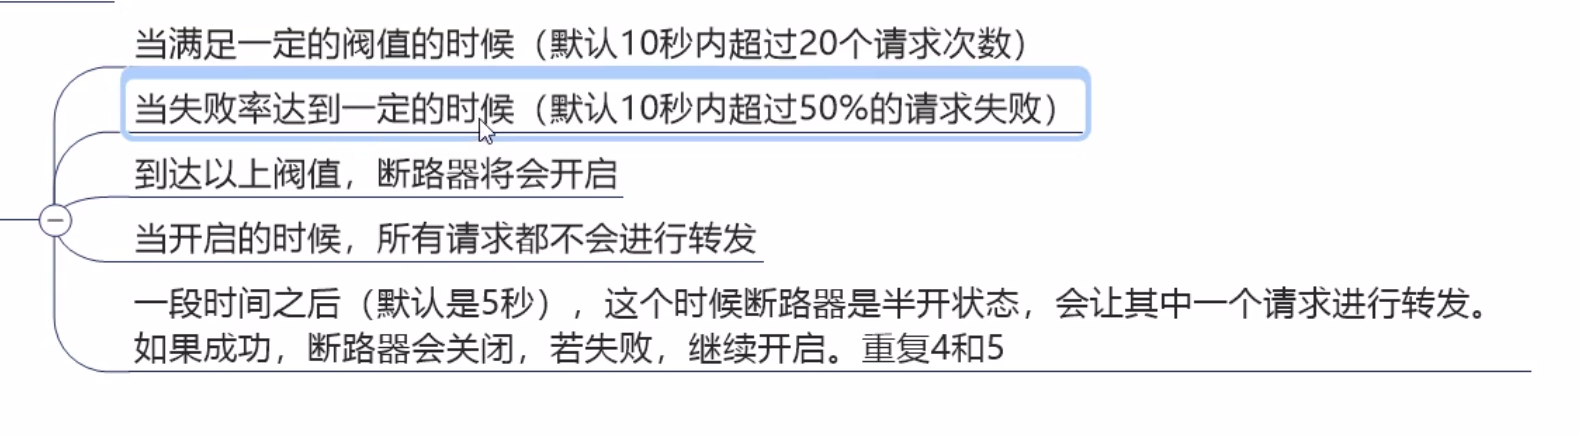 当满足一定的阀值的时候（默认10秒内超过20个请求次数）
当失败率达到一定的时候（默认10秒内超过50%的请求失败）
到达以上阀值，断路器将会开启
当开启的时候，所有请求都不会进行转发
一段时间之后（默认是5秒），这个时候断路器是半开状态，会让其中一个请求进行转发。
如果成功，断路器会关闭，若失败，继续开启。重复4和5